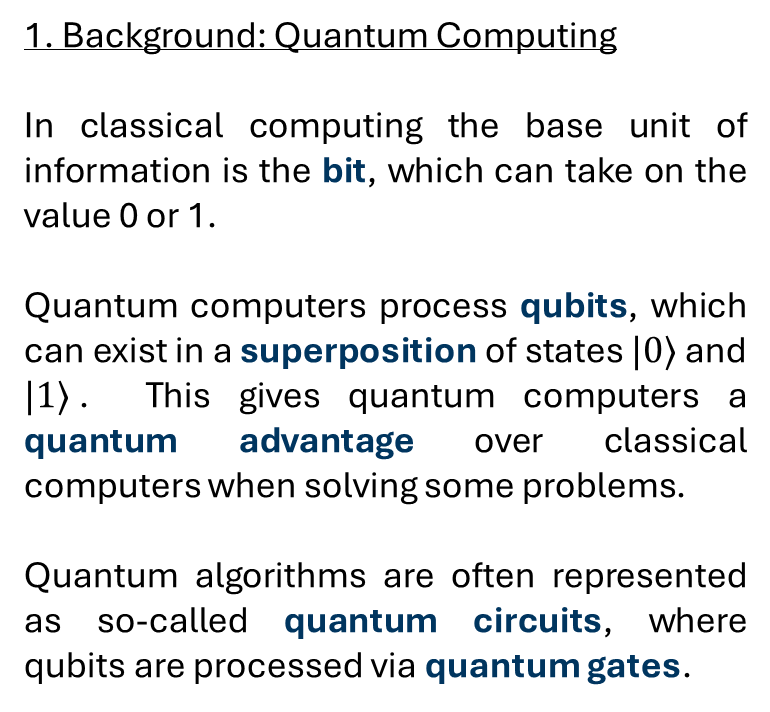 1. Background: Quantum Computing
In classical computing the base unit of
information is the bit, which can take on the
value 0 or 1.
Quantum computers process qubits, which
can exist in a superposition of states |0⟩ and
|1⟩. This gives quantum computers a
quantum advantage over classical
computers when solving some problems.
Quantum algorithms are often represented
as so-called quantum circuits, where
qubits are processed via quantum gates.